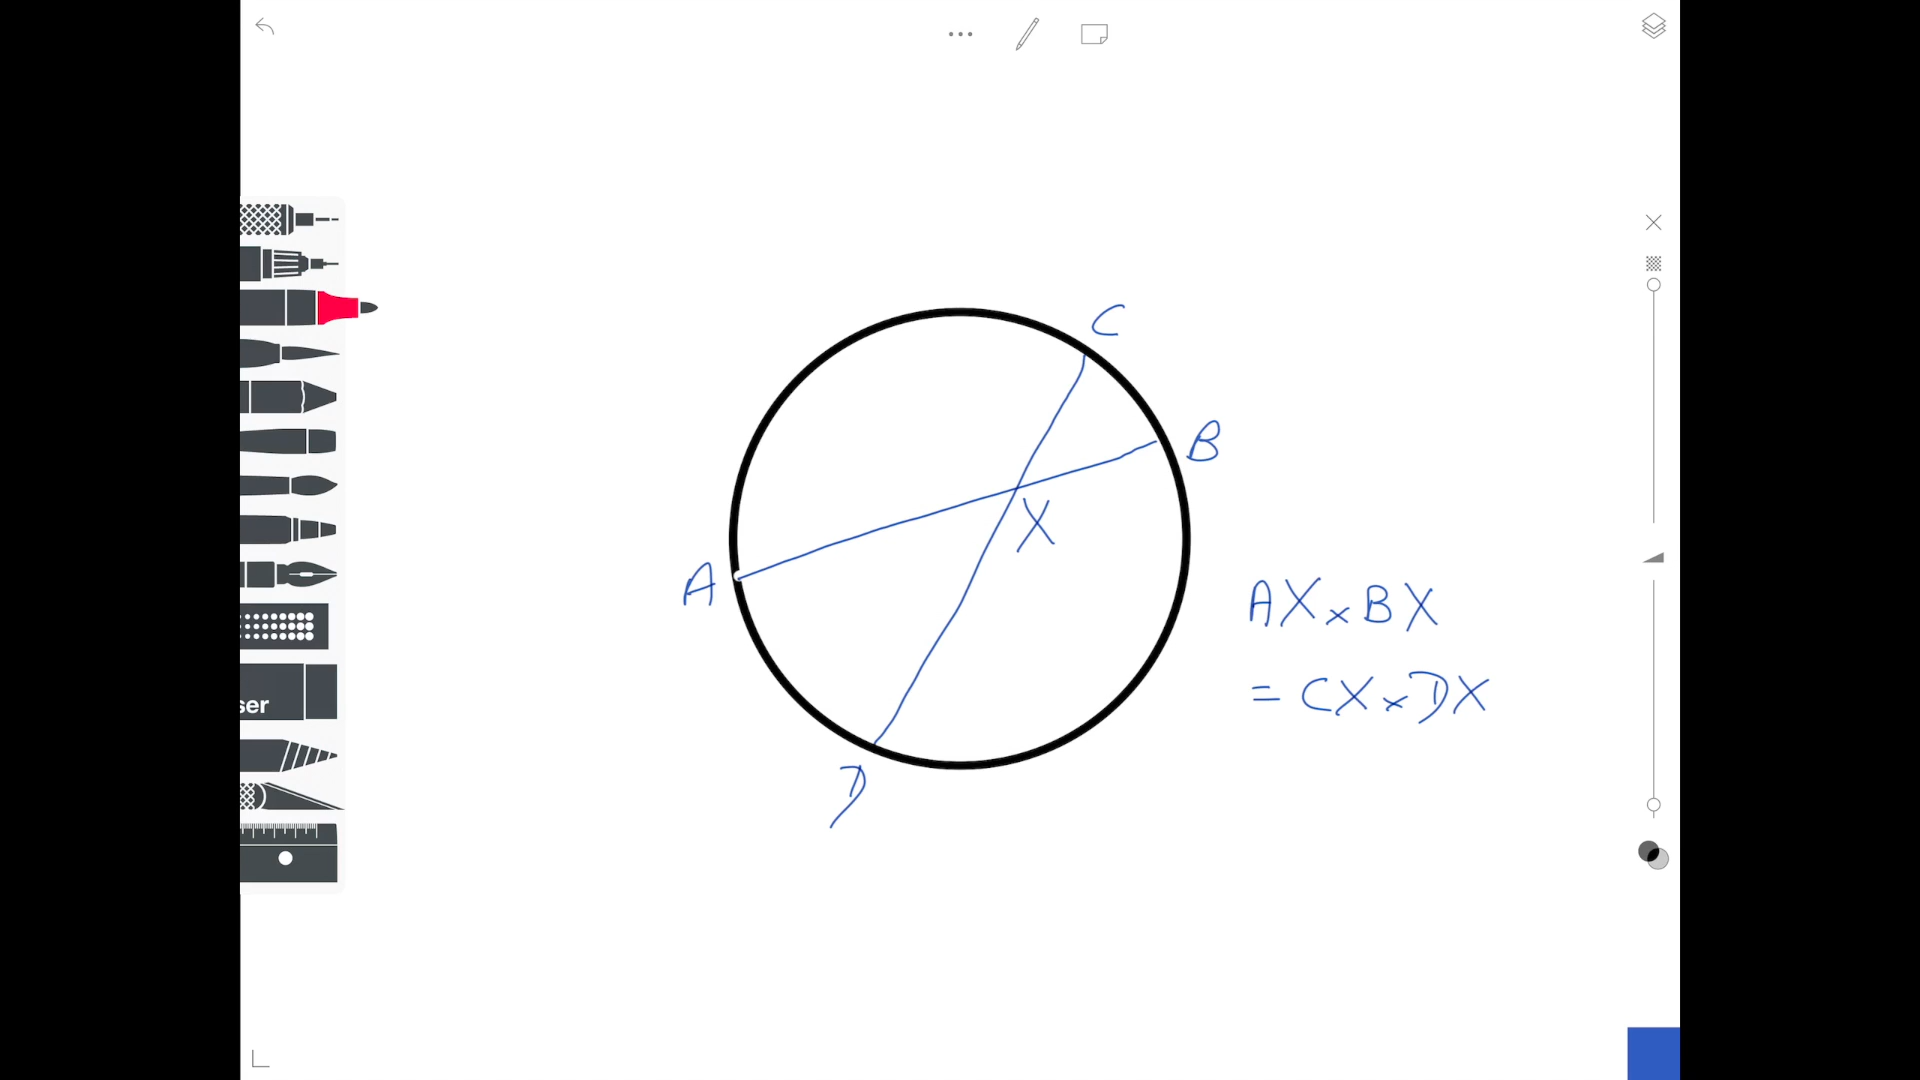 C
B
X
A
AX × BX
= CX × DX
ser
D